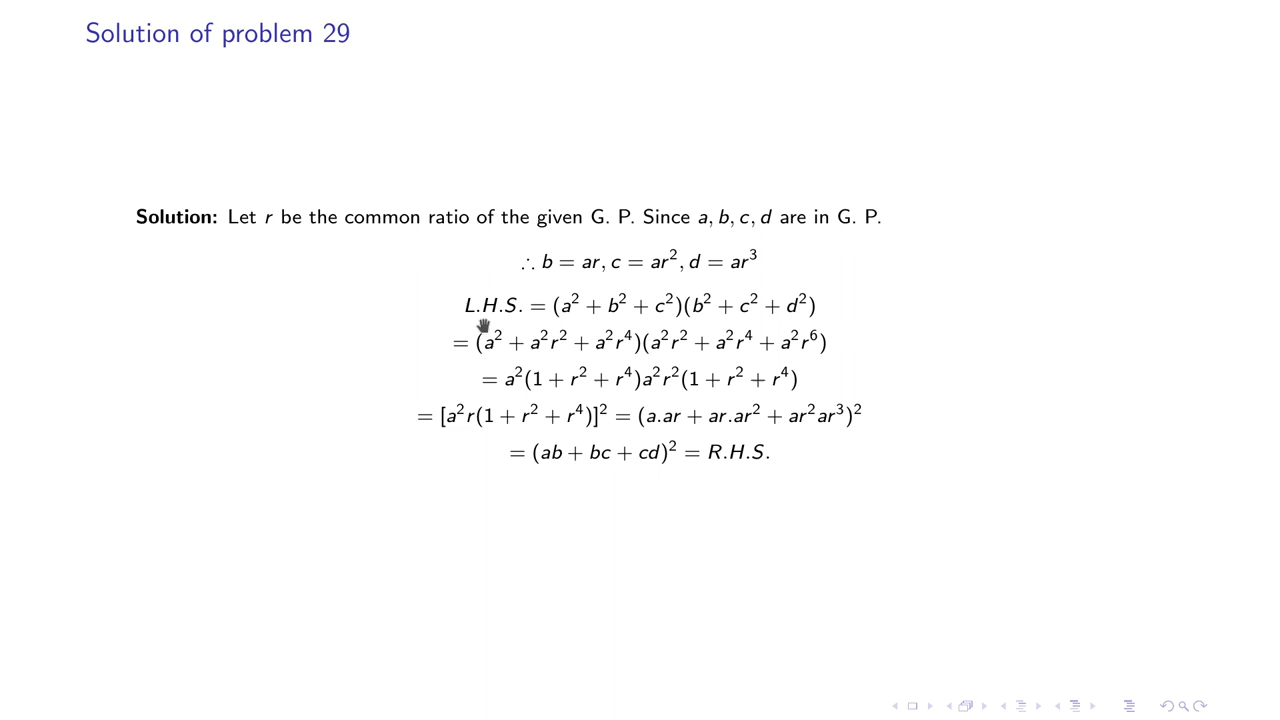 Solution of problem 29
Solution: Let r be the common ratio of the given G. P. Since a, b, c, d are in G. P.
∴ b = ar, c = ar², d = ar³
L.H.S. = (a² + b² + c²)(b² + c² + d²)
= (a² + a²r² + a²r⁴)(a²r² + a²r⁴ + a²r⁶)
= a²(1 + r² + r⁴)a²r²(1 + r² + r⁴)
= [a²r(1 + r² + r⁴)]² = (a.ar + ar.ar² + ar²ar³)²
= (ab + bc + cd)² = R.H.S.